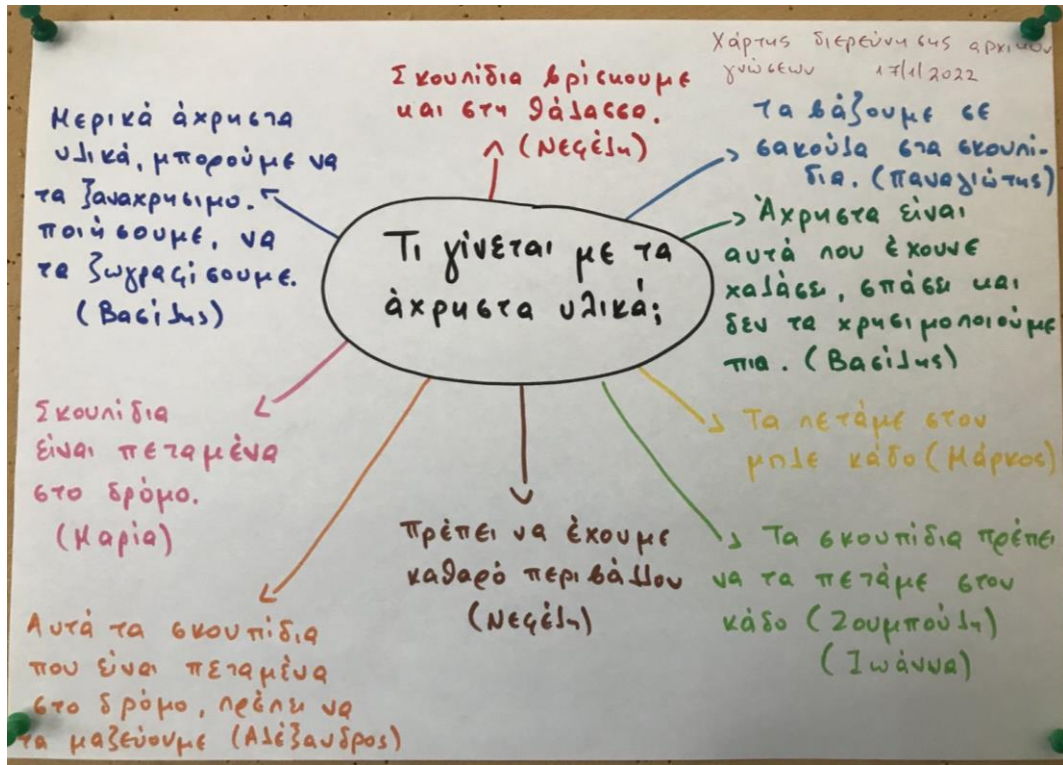 Χάρτης διερεύνησης αρχικών
γνώσεων 17/1/2022
Τι γίνεται με τα
άχρηστα υλικά;
Σκουπίδια βρίσκουμε
και στη θάλασσα.
(Νεφέλη)
Τα βάζουμε σε
σακούλα στα σκουπί-
δια. (Παναγιώτης)
Άχρηστα είναι
αυτά που έχουνε
χαλάσει, σπάσει και
δεν τα χρησιμοποιούμε
πια. (Βασίλης)
Τα πετάμε στον
μπλε κάδο (Μάρκος)
Τα σκουπίδια πρέπει
να τα πετάμε στον
κάδο (Ζουμπούλη)
(Ιωάννα)
Πρέπει να έχουμε
καθαρό περιβάλλον
(Νεφέλη)
Αυτά τα σκουπίδια
που είναι πεταμένα
στο δρόμο, πρέπει να
τα μαζεύουμε (Αλέξανδρος)
Σκουπίδια
είναι πεταμένα
στο δρόμο.
(Μαρία)
Μερικά άχρηστα
υλικά, μπορούμε να
τα ξαναχρησιμο.
ποιήσουμε, να
τα ζωγραφίσουμε.
(Βασίλης)